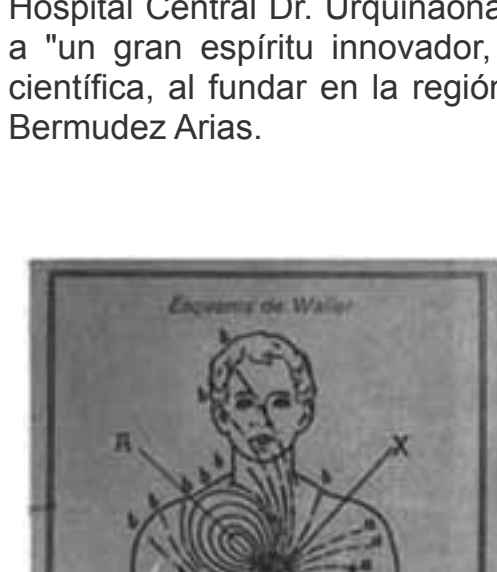 Hospital Central Dr. Urquinaona
a "un gran espíritu innovador,
científica, al fundar en la región
Bermudez Arias.
Esquema de Waller
b
b
A
X
b
b
b
b
b
b
a
a